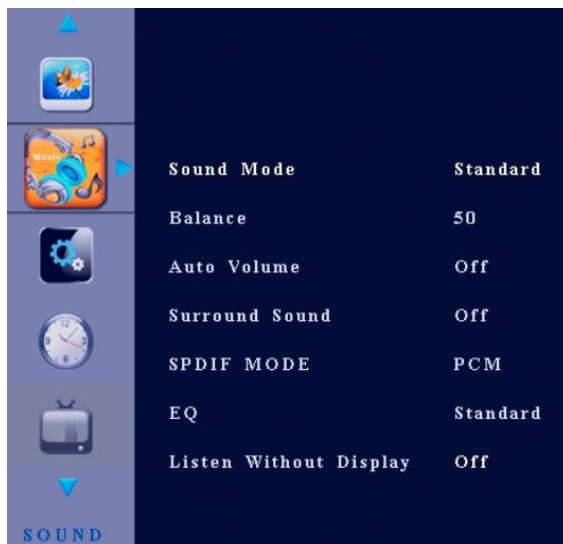 Music
Sound Mode Standard
Balance 50
Auto Volume Off
Surround Sound Off
SPDIF MODE PCM
EQ Standard
Listen Without Display Off
SOUND